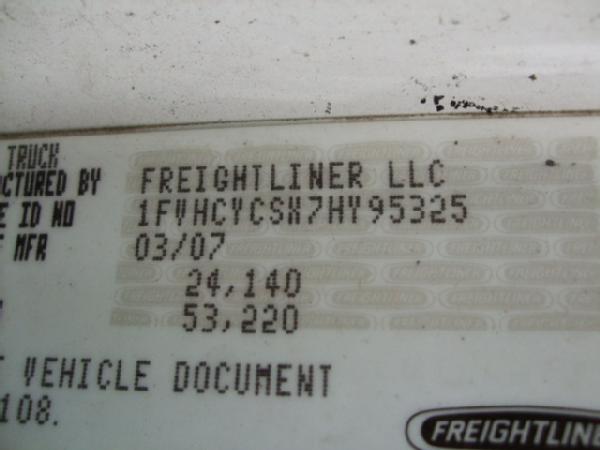 TRUCK
CTURED BY FREIGHTLINER LLC
E ID NO 1FVHCYCSX7HY95325
MFR 03/07
24,140
53,220
VEHICLE DOCUMENT
108.
FREIGHTLINE